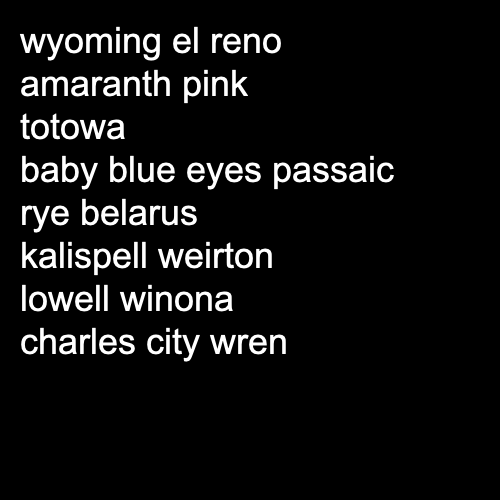 wyoming el reno
amaranth pink
totowa
baby blue eyes passaic
rye belarus
kalispell weirton
lowell winona
charles city wren